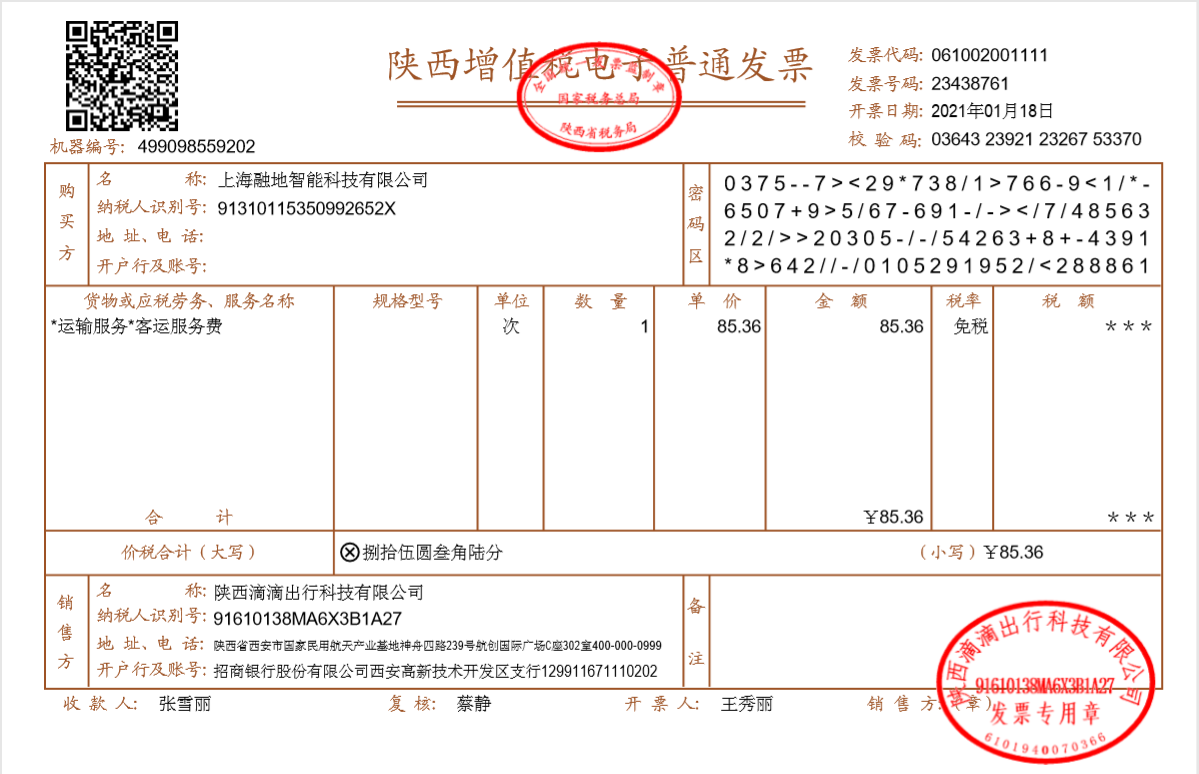 陕西增值税电子普通发票
全国统一发票监制章
国家税务总局
陕西省税务局
发票代码: 061002001111
发票号码: 23438761
开票日期: 2021年01月18日
校 验 码: 03643 23921 23267 53370
机器编号: 499098559202
购买方
名 称: 上海融地智能科技有限公司
纳税人识别号: 91310115350992652X
地 址、电 话:
开户行及账号:
密码区
0375--7><29*738/1>766-9<1/*-
6507+9>5/67-691-/-></7/48563
2/2/>>20305-/-/54263+8+-4391
*8>642//-/0105291952/<288861
货物或应税劳务、服务名称 规格型号 单位 数 量 单 价 金 额 税率 税 额
*运输服务*客运服务费 次 1 85.36 85.36 免税 ***
合 计 ¥85.36 ***
价税合计（大写） ⊗捌拾伍圆叁角陆分 （小写）¥85.36
销售方
名 称: 陕西滴滴出行科技有限公司
纳税人识别号: 91610138MA6X3B1A27
地 址、电 话: 陕西省西安市国家民用航天产业基地神舟四路239号航创国际广场C座302室400-000-0999
开户行及账号: 招商银行股份有限公司西安高新技术开发区支行129911671110202
备注
收 款 人: 张雪丽 复 核: 蔡静 开 票 人: 王秀丽 销 售 方:（章）
陕西滴滴出行科技有限公司
91610138MA6X3B1A27
发票专用章
6101940070366